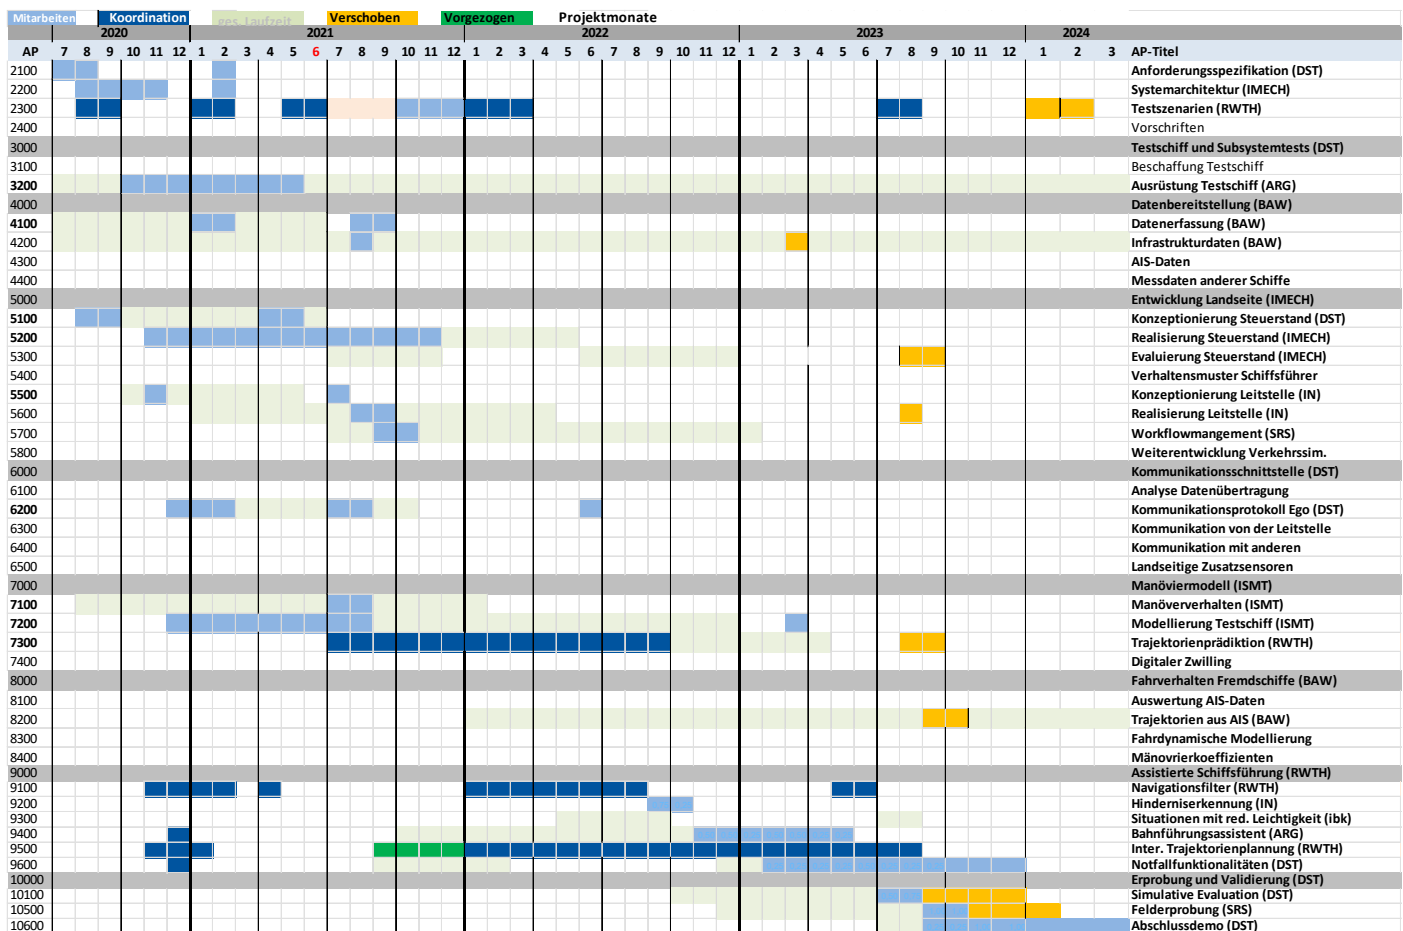 Mitarbeiten Koordination ges. Laufzeit Verschoben Vorgezogen Projektmonate
2020 2021 2022 2023 2024
AP 7 8 9 10 11 12 1 2 3 4 5 6 7 8 9 10 11 12 1 2 3 4 5 6 7 8 9 10 11 12 1 2 3 4 5 6 7 8 9 10 11 12 1 2 3 AP-Titel
2100 Anforderungsspezifikation (DST)
2200 Systemarchitektur (IMECH)
2300 Testszenarien (RWTH)
2400 Vorschriften
3000 Testschiff und Subsystemtests (DST)
3100 Beschaffung Testschiff
3200 Ausrüstung Testschiff (ARG)
4000 Datenbereitstellung (BAW)
4100 Datenerfassung (BAW)
4200 Infrastrukturdaten (BAW)
4300 AIS-Daten
4400 Messdaten anderer Schiffe
5000 Entwicklung Landseite (IMECH)
5100 Konzeptionierung Steuerstand (DST)
5200 Realisierung Steuerstand (IMECH)
5300 Evaluierung Steuerstand (IMECH)
5400 Verhaltensmuster Schiffsführer
5500 Konzeptionierung Leitstelle (IN)
5600 Realisierung Leitstelle (IN)
5700 Workflowmangement (SRS)
5800 Weiterentwicklung Verkehrssim.
6000 Kommunikationsschnittstelle (DST)
6100 Analyse Datenübertragung
6200 Kommunikationsprotokoll Ego (DST)
6300 Kommunikation von der Leitstelle
6400 Kommunikation mit anderen
6500 Landseitige Zusatzsensoren
7000 Manöviermodell (ISMT)
7100 Manöververhalten (ISMT)
7200 Modellierung Testschiff (ISMT)
7300 Trajektorienprädiktion (RWTH)
7400 Digitaler Zwilling
8000 Fahrverhalten Fremdschiffe (BAW)
8100 Auswertung AIS-Daten
8200 Trajektorien aus AIS (BAW)
8300 Fahrdynamische Modellierung
8400 Mänovrierkoeffizienten
9000 Assistierte Schiffsführung (RWTH)
9100 Navigationsfilter (RWTH)
9200 Hinderniserkennung (IN)
9300 Situationen mit red. Leichtigkeit (ibk)
9400 Bahnführungsassistent (ARG)
9500 Inter. Trajektorienplannung (RWTH)
9600 Notfallfunktionalitäten (DST)
10000 Erprobung und Validierung (DST)
10100 Simulative Evaluation (DST)
10500 Felderprobung (SRS)
10600 Abschlussdemo (DST)